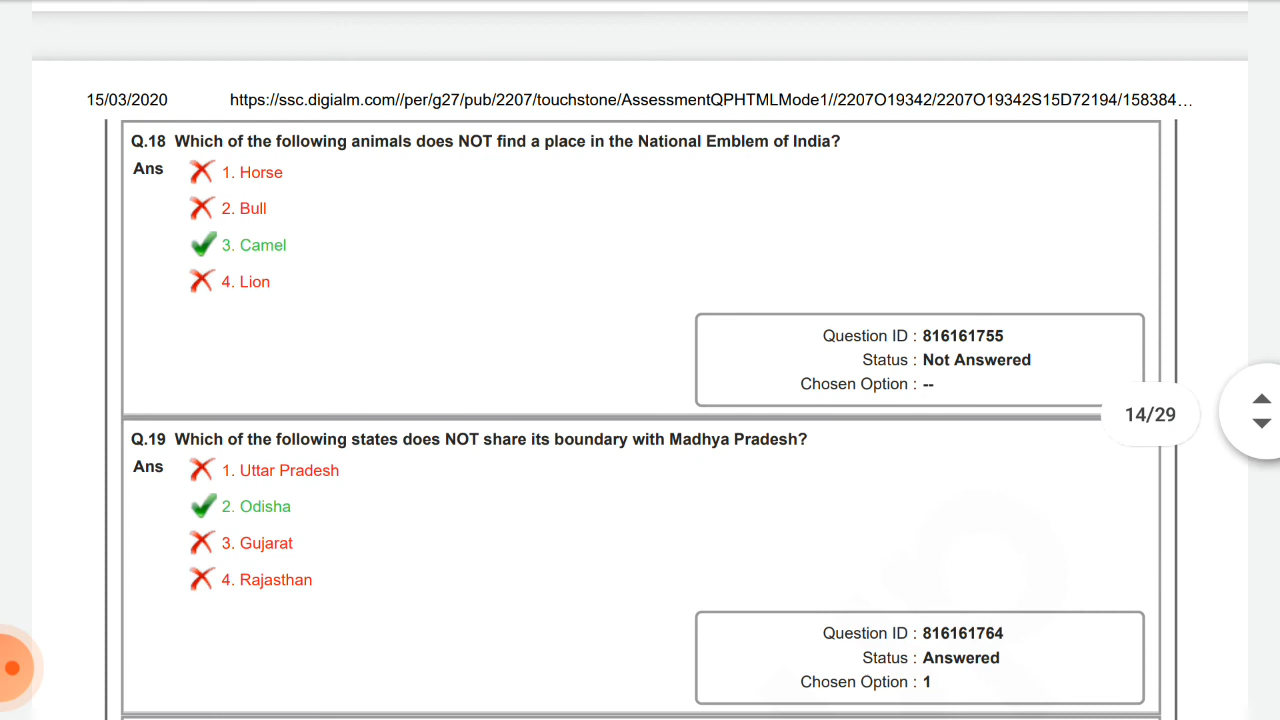 15/03/2020 https://ssc.digialm.com//per/g27/pub/2207/touchstone/AssessmentQPHTMLMode1//2207O19342/2207O19342S15D72194/158384…
Q.18 Which of the following animals does NOT find a place in the National Emblem of India?
Ans 1. Horse
2. Bull
3. Camel
4. Lion
Question ID : 816161755
Status : Not Answered
Chosen Option : --
14/29
Q.19 Which of the following states does NOT share its boundary with Madhya Pradesh?
Ans 1. Uttar Pradesh
2. Odisha
3. Gujarat
4. Rajasthan
Question ID : 816161764
Status : Answered
Chosen Option : 1